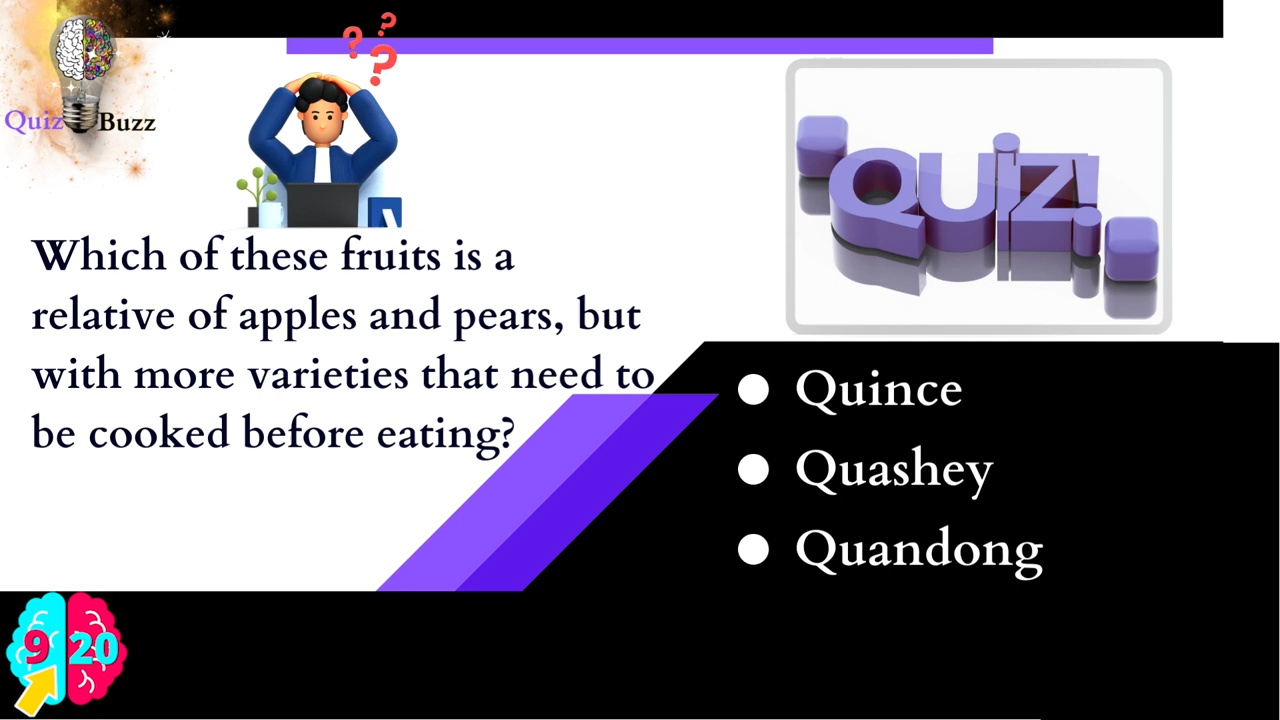 Quiz Buzz
? ? ?
QUiZ!
Which of these fruits is a
relative of apples and pears, but
with more varieties that need to
be cooked before eating?
Quince
Quashey
Quandong
9 20